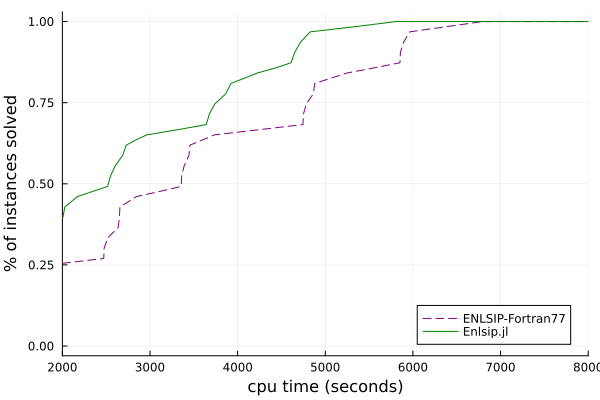 % of instances solved
1.00
0.75
0.50
0.25
0.00
2000 3000 4000 5000 6000 7000 8000
cpu time (seconds)
ENLSIP-Fortran77
Enlsip.jl